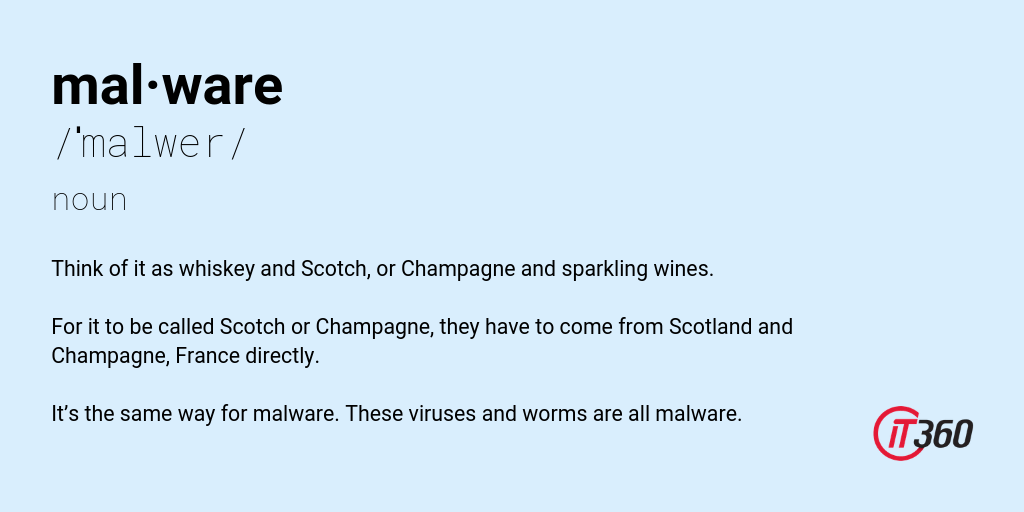 mal·ware
/ˈmalwer/
noun
Think of it as whiskey and Scotch, or Champagne and sparkling wines.
For it to be called Scotch or Champagne, they have to come from Scotland and
Champagne, France directly.
It’s the same way for malware. These viruses and worms are all malware.
iT360